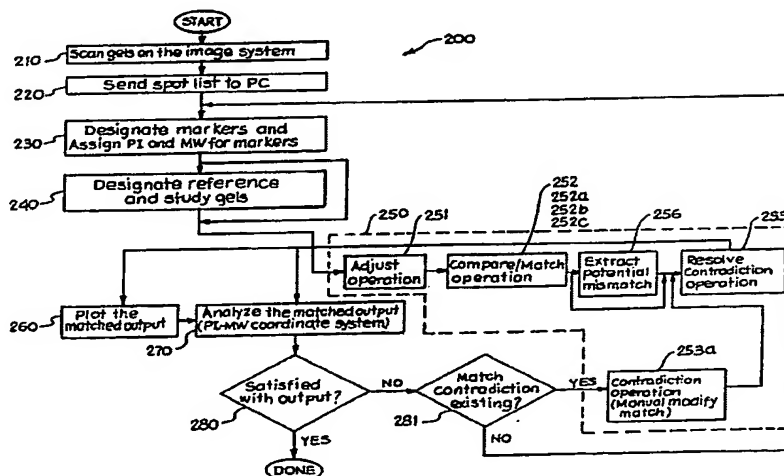 START
200
210
Scan gels on the image system
220
Send spot list to PC
230
Designate markers and
Assign PI and MW for markers
240
Designate reference
and study gels
250
251
252
252a
252b
252c
256
Adjust
operation
Compare/Match
operation
Extract
potential
mismatch
Resolve
Contradiction
operation
260
Plot the
matched output
270
Analyze the matched output
(PI-MW coordinate system)
253a
Contradiction
operation
(Manual modify
match)
280
Satisfied
with output?
NO
281
Match
contradiction
existing?
YES
NO
YES
DONE